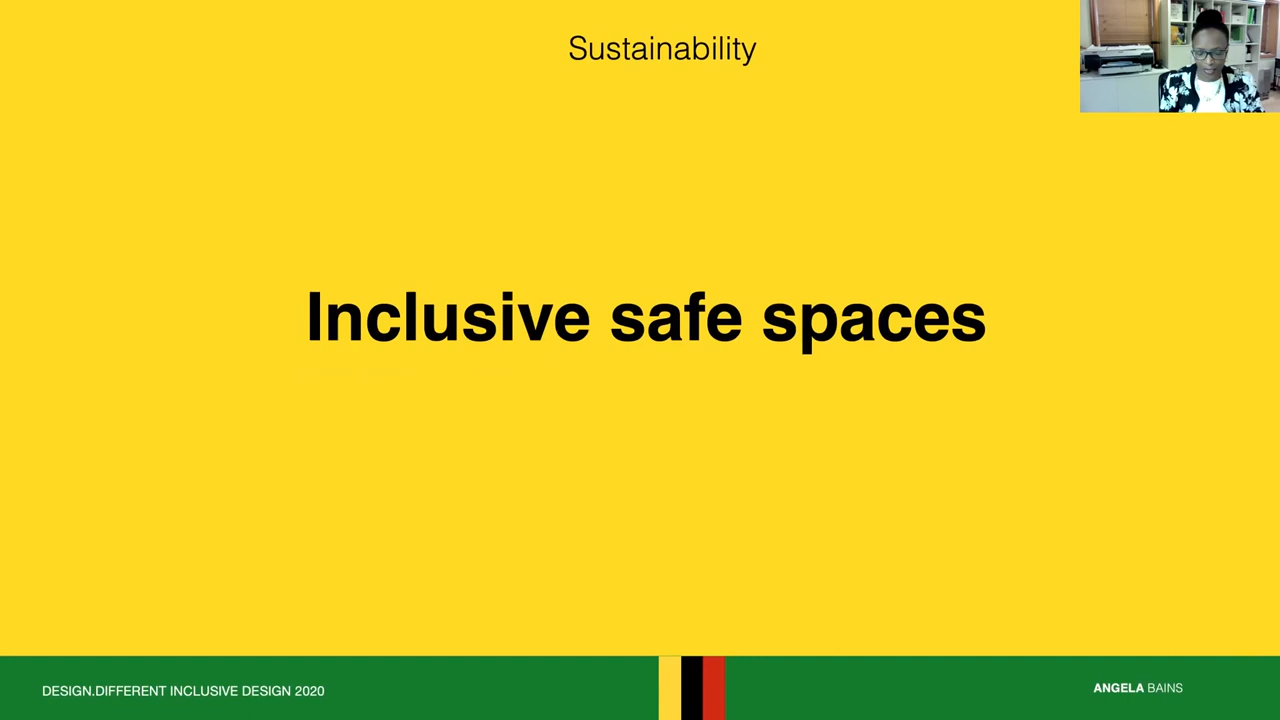 Sustainability
Inclusive safe spaces
DESIGN.DIFFERENT INCLUSIVE DESIGN 2020
ANGELA BAINS